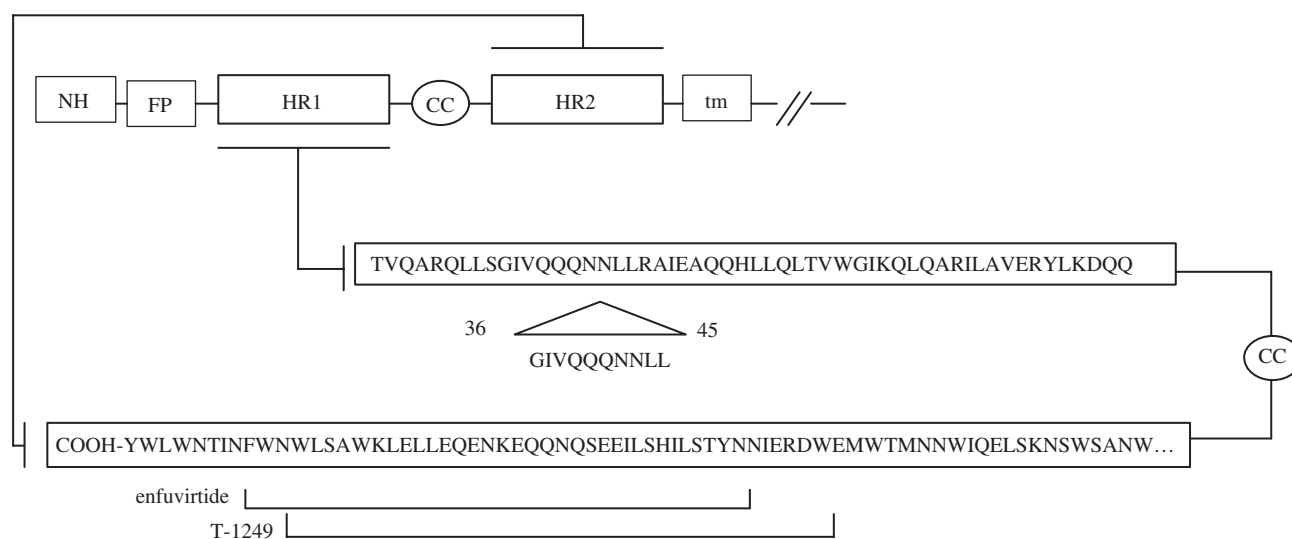 NH FP HR1 CC HR2 tm
TVQARQLLSGIVQQQNNLLRAIEAQQHLLQLTVWGIKQLQARILAVERYLKDQQ
36 45
GIVQQQNNLL
CC
COOH-YWLWNTINFWNWLSAWKLELLEQENKEQQNQSEEILSHILSTYNNIERDWEMWTMNNWIQELSKNSWSANW…
enfuvirtide
T-1249